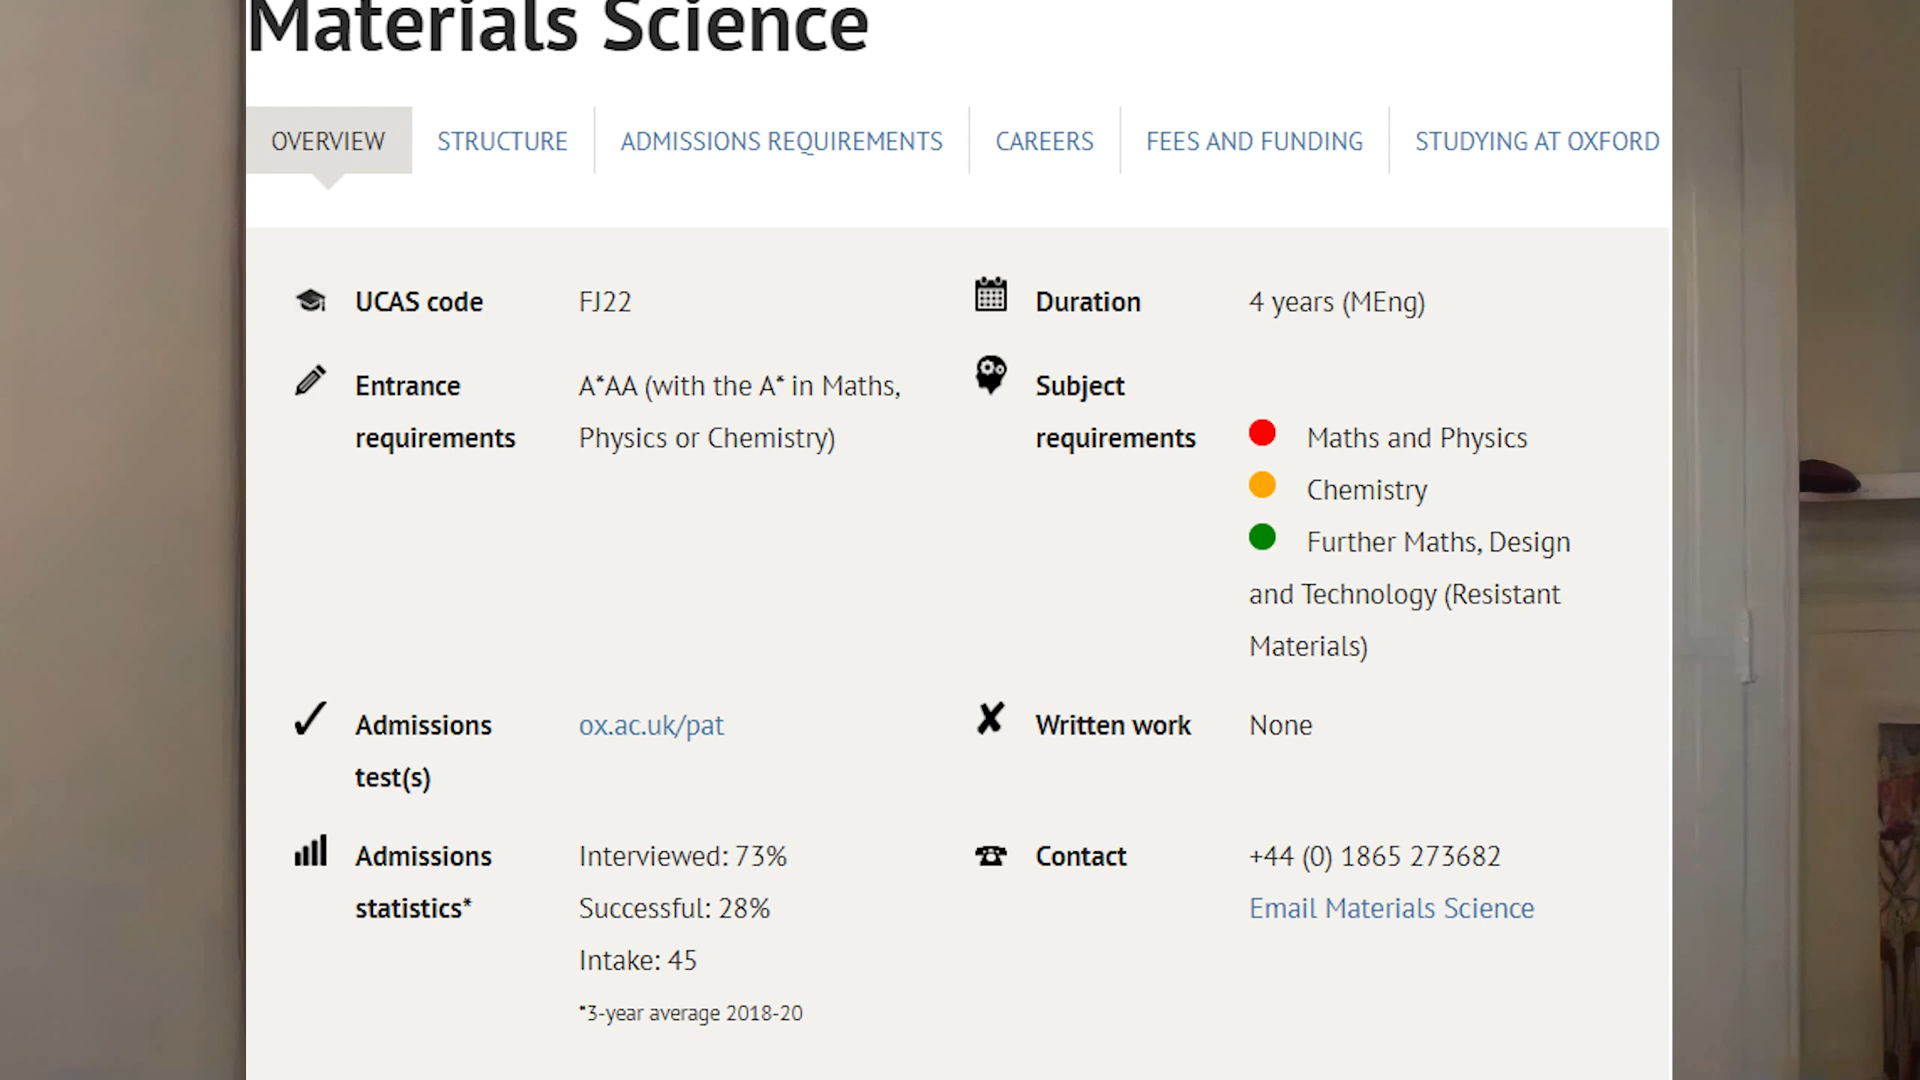 Materials Science
OVERVIEW
STRUCTURE
ADMISSIONS REQUIREMENTS
CAREERS
FEES AND FUNDING
STUDYING AT OXFORD
UCAS code
FJ22
Duration
4 years (MEng)
Entrance
requirements
A*AA (with the A* in Maths,
Physics or Chemistry)
Subject
requirements
Maths and Physics
Chemistry
Further Maths, Design
and Technology (Resistant
Materials)
Admissions
test(s)
ox.ac.uk/pat
Written work
None
Admissions
statistics*
Interviewed: 73%
Successful: 28%
Intake: 45
*3-year average 2018-20
Contact
+44 (0) 1865 273682
Email Materials Science